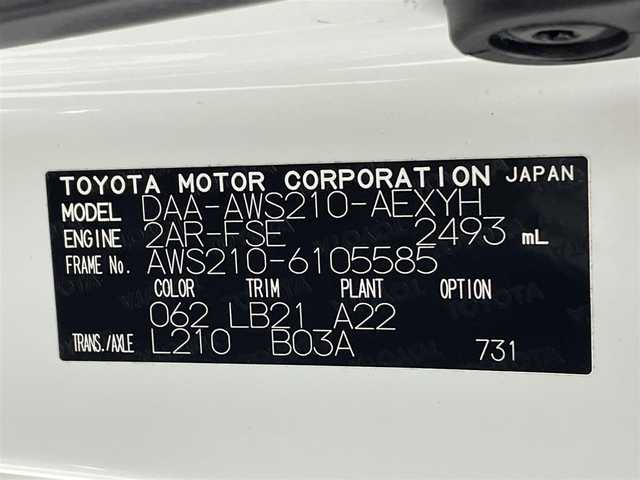 TOYOTA MOTOR CORPORATION JAPAN
MODEL DAA-AWS210-AEXYH
ENGINE 2AR-FSE 2493 mL
FRAME No. AWS210-6105585
COLOR TRIM PLANT OPTION
062 LB21 A22
TRANS./AXLE L210 B03A 731